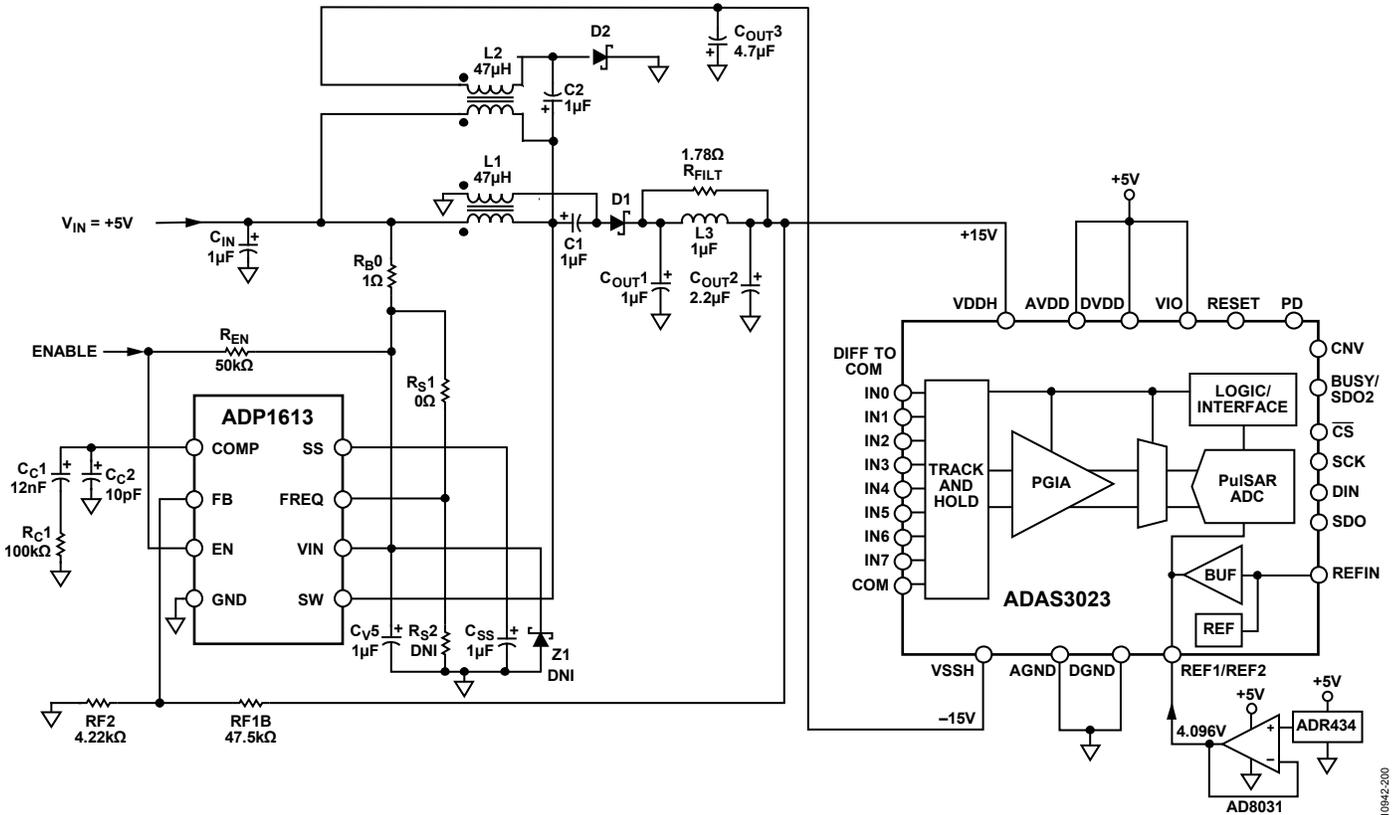 D2
COUT3
4.7µF
L2
47µH
C2
1µF
+
+
1.78Ω
RFILT
L1
47µH
D1
+5V
VIN = +5V
CIN
1µF
+
+
C1
1µF
L3
1µH
+15V
RB0
1Ω
COUT1
1µF
+
COUT2
2.2µF
+
VDDH
AVDD
DVDD
VIO
RESET
PD
ENABLE
REN
50kΩ
DIFF TO
COM
CNV
RS1
0Ω
IN0
IN1
IN2
IN3
IN4
IN5
IN6
IN7
COM
LOGIC/
INTERFACE
BUSY/
SDO2
ADP1613
COMP
FB
EN
GND
SS
FREQ
VIN
SW
CC1
12nF
+
CC2
10pF
+
RC1
100kΩ
TRACK
AND
HOLD
PGIA
PulSAR
ADC
CS
SCK
DIN
SDO
BUF
REFIN
ADAS3023
REF
CV5
1µF
+
RS2
DNI
CSS
1µF
+
Z1
DNI
VSSH
AGND
DGND
REF1/REF2
+5V
+5V
RF2
4.22kΩ
RF1B
47.5kΩ
–15V
4.096V
+
–
ADR434
AD8031
10942-200